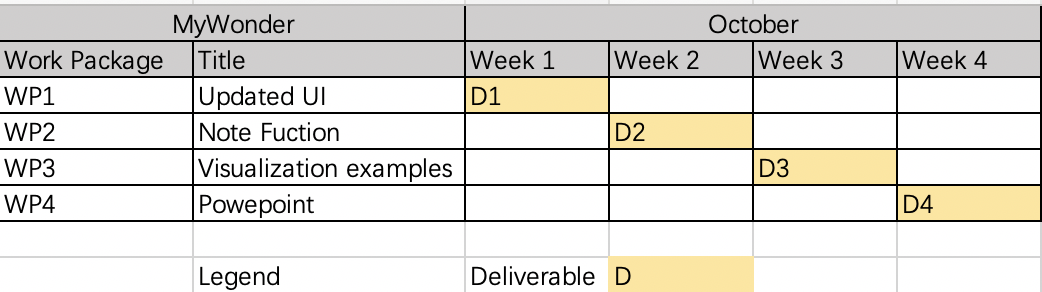 MyWonder October
Work Package Title Week 1 Week 2 Week 3 Week 4
WP1 Updated UI D1
WP2 Note Fuction D2
WP3 Visualization examples D3
WP4 Powepoint D4
Legend Deliverable D